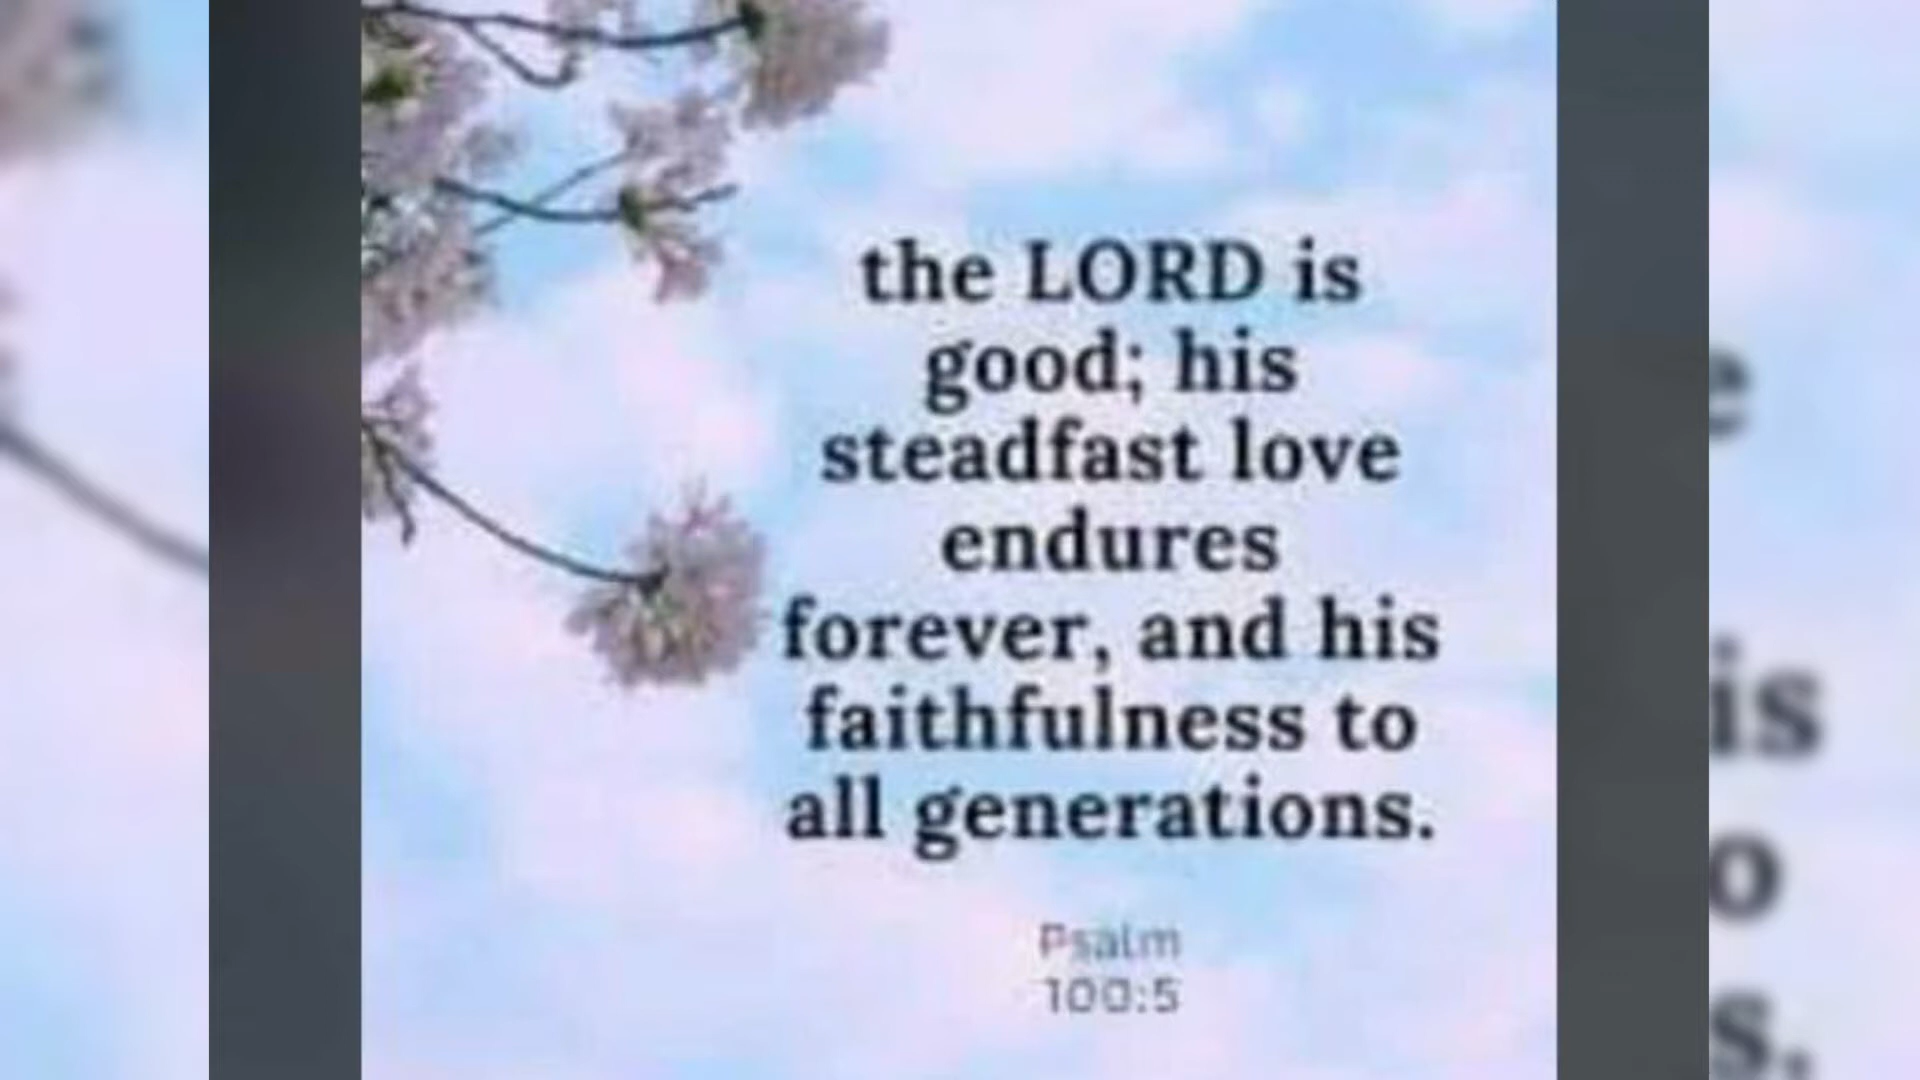 the LORD is
good; his
steadfast love
endures
forever, and his
faithfulness to
all generations.
Psalm
100:5